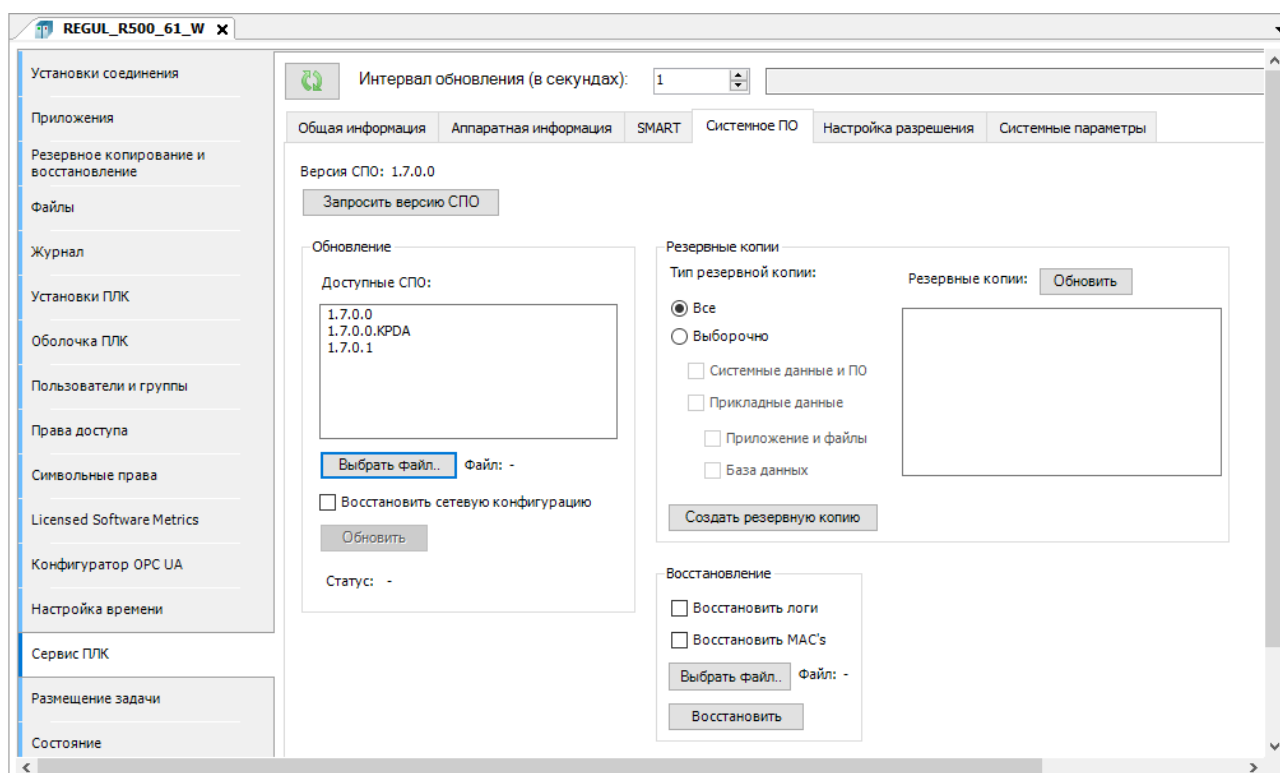 REGUL_R500_61_W
Установки соединения
Приложения
Резервное копирование и
восстановление
Файлы
Журнал
Установки ПЛК
Оболочка ПЛК
Пользователи и группы
Права доступа
Символьные права
Licensed Software Metrics
Конфигуратор OPC UA
Настройка времени
Сервис ПЛК
Размещение задачи
Состояние
Интервал обновления (в секундах): 1
Общая информация Аппаратная информация SMART Системное ПО Настройка разрешения Системные параметры
Версия СПО: 1.7.0.0
Запросить версию СПО
Обновление
Доступные СПО:
1.7.0.0
1.7.0.0.KPDA
1.7.0.1
Выбрать файл.. Файл: -
Восстановить сетевую конфигурацию
Обновить
Статус: -
Резервные копии
Тип резервной копии:
Все
Выборочно
Системные данные и ПО
Прикладные данные
Приложение и файлы
База данных
Создать резервную копию
Резервные копии: Обновить
Восстановление
Восстановить логи
Восстановить MAC's
Выбрать файл.. Файл: -
Восстановить